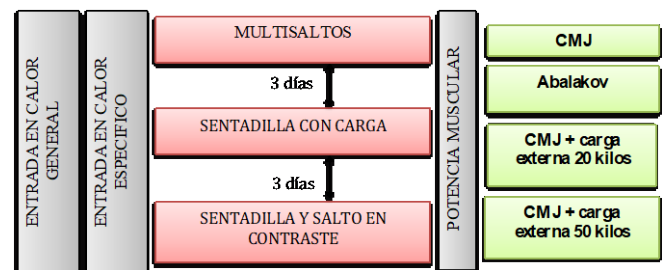 ENTRADA EN CALOR
GENERAL
ENTRADA EN CALOR
ESPECIFICO
MULTISALTOS
3 días
SENTADILLA CON CARGA
3 días
SENTADILLA Y SALTO EN
CONTRASTE
POTENCIA MUSCULAR
CMJ
Abalakov
CMJ + carga
externa 20 kilos
CMJ + carga
externa 50 kilos